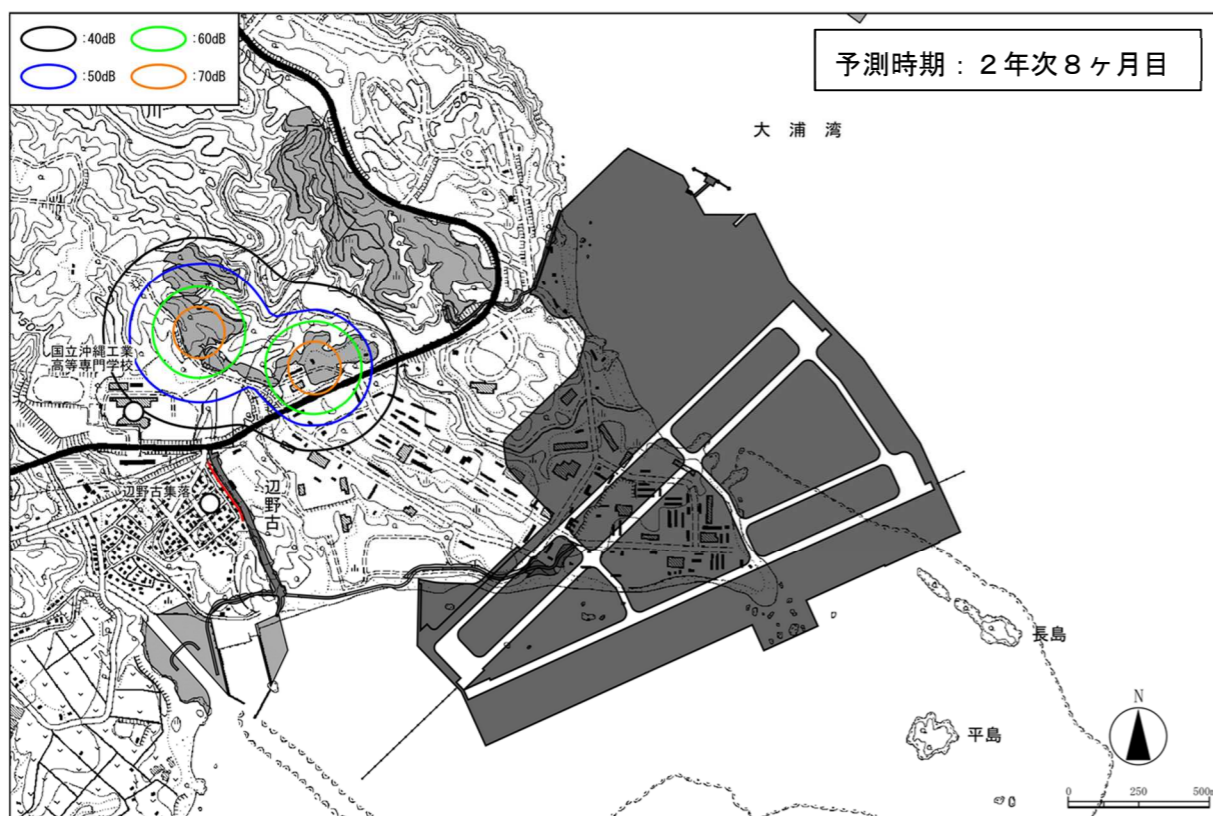 :40dB
:60dB
:50dB
:70dB
予測時期：２年次８ヶ月目
大浦湾
50
国立沖縄工業
高等専門学校
辺野古集落
辺野古
長島
平島
N
0
250
500m